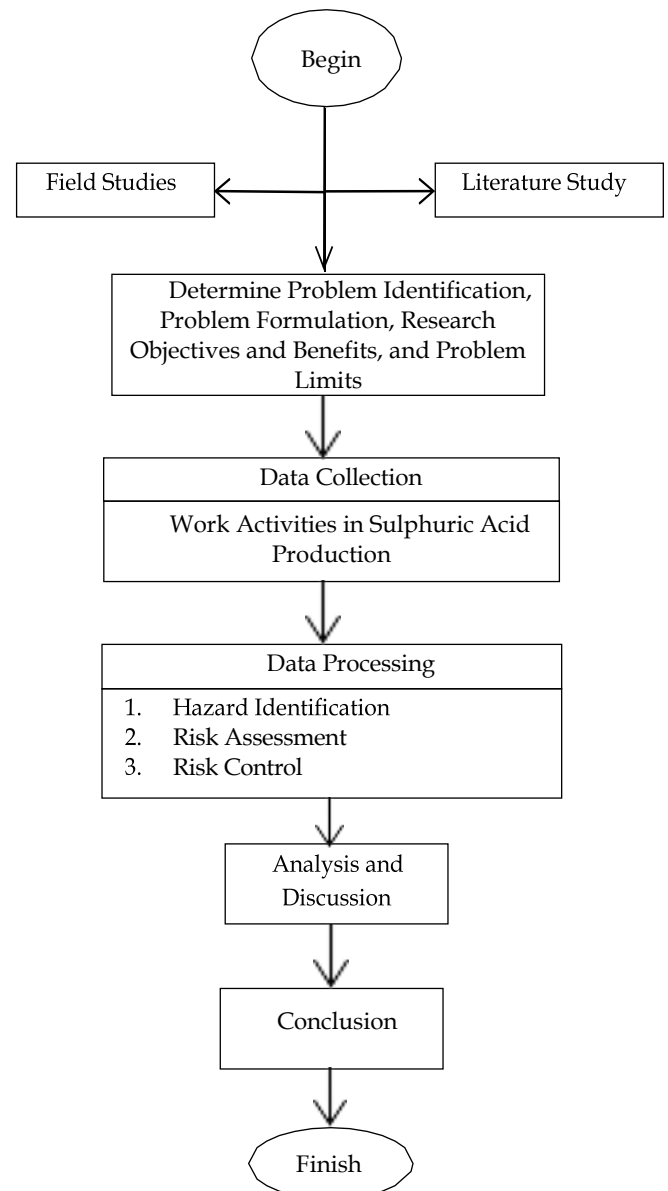 Begin
Field Studies
Literature Study
Determine Problem Identification,
Problem Formulation, Research
Objectives and Benefits, and Problem
Limits
Data Collection
Work Activities in Sulphuric Acid
Production
Data Processing
1. Hazard Identification
2. Risk Assessment
3. Risk Control
Analysis and
Discussion
Conclusion
Finish